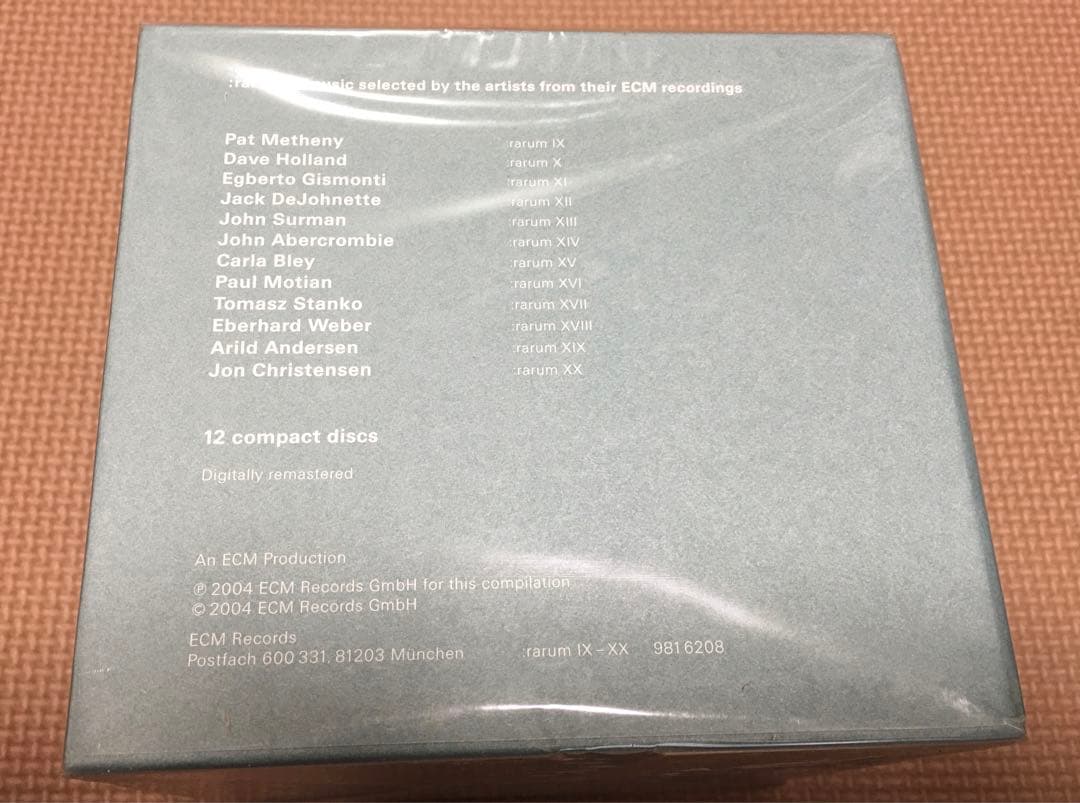 music selected by the artists from their ECM recordings
Pat Metheny :rarum IX
Dave Holland :rarum X
Egberto Gismonti :rarum XI
Jack DeJohnette :rarum XII
John Surman :rarum XIII
John Abercrombie :rarum XIV
Carla Bley :rarum XV
Paul Motian :rarum XVI
Tomasz Stanko :rarum XVII
Eberhard Weber :rarum XVIII
Arild Andersen :rarum XIX
Jon Christensen :rarum XX
12 compact discs
Digitally remastered
An ECM Production
℗ 2004 ECM Records GmbH for this compilation
© 2004 ECM Records GmbH
ECM Records
Postfach 600 331, 81203 München :rarum IX – XX 981 6208